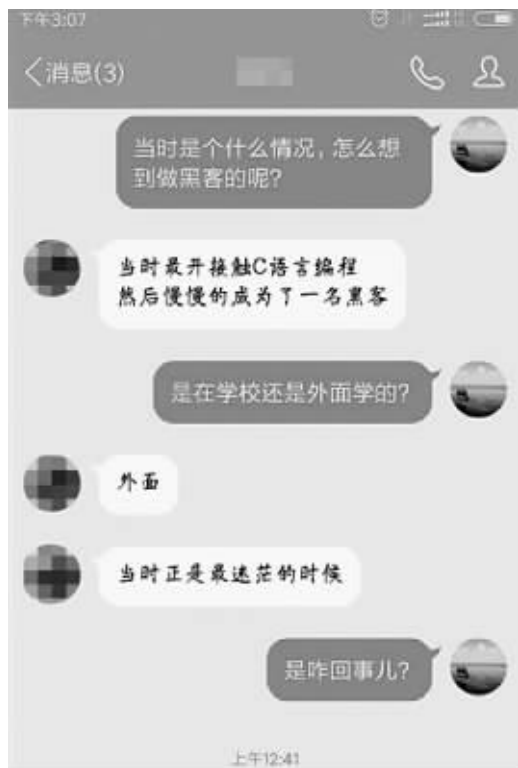 下午3:07
消息(3)
当时是个什么情况，怎么想
到做黑客的呢？
当时最开接触C语言编程
然后慢慢的成为了一名黑客
是在学校还是外面学的？
外面
当时正是最迷茫的时候
是咋回事儿？
上午12:41